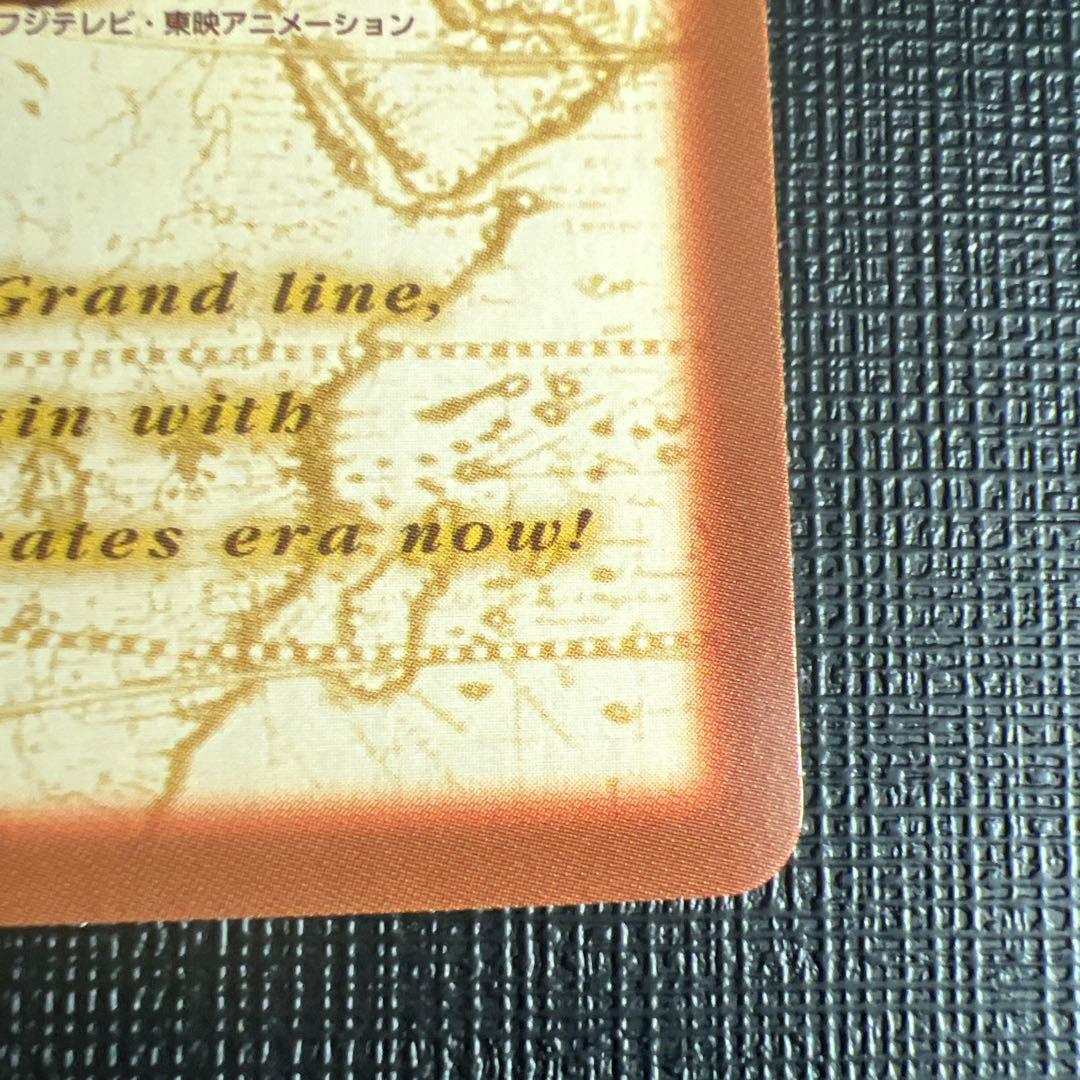 フジテレビ・東映アニメーション
Grand line,
in with
rates era now!